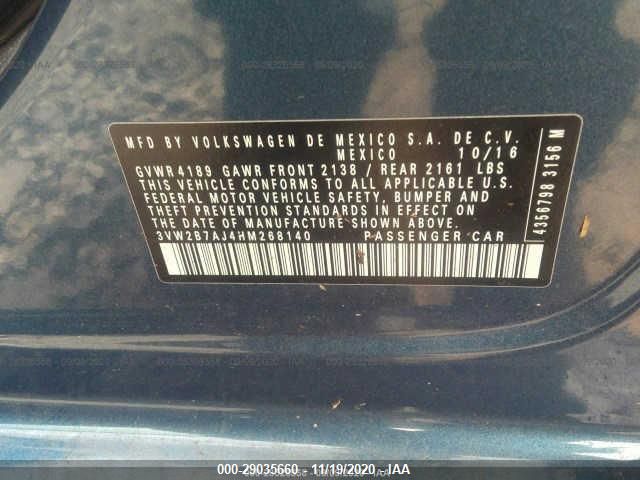 MFD BY VOLKSWAGEN DE MEXICO S.A. DE C.V.
MEXICO 10/16
GVWR 4189 GAWR FRONT 2138 / REAR 2161 LBS
THIS VEHICLE CONFORMS TO ALL APPLICABLE U.S.
FEDERAL MOTOR VEHICLE SAFETY, BUMPER AND
THEFT PREVENTION STANDARDS IN EFFECT ON
THE DATE OF MANUFACTURE SHOWN ABOVE.
3VW2B7AJ4HM268140 PASSENGER CAR
4356798 3156 M
000-29035660 - 11/19/2020 - IAA